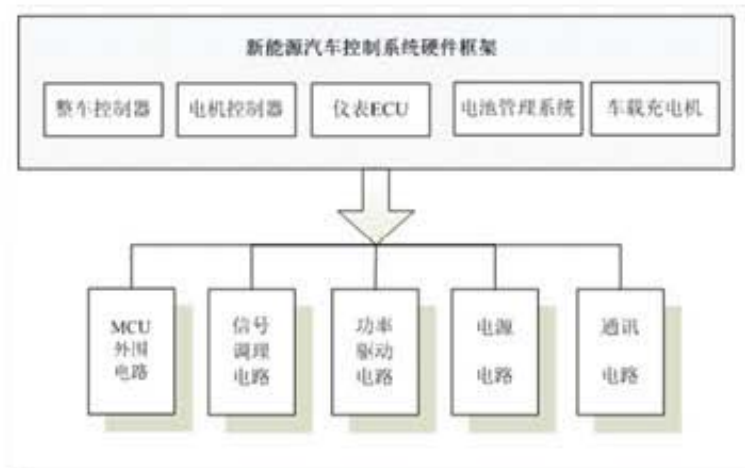 新能源汽车控制系统硬件框架
整车控制器 电机控制器 仪表ECU 电池管理系统 车载充电机
MCU
外围
电路
信号
调理
电路
功率
驱动
电路
电源
电路
通讯
电路